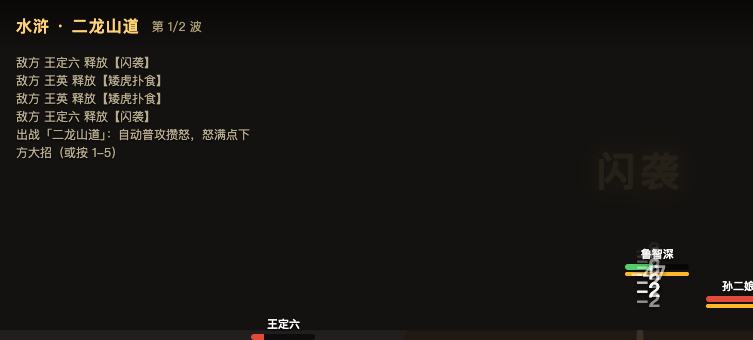 水浒 · 二龙山道 第 1/2 波
敌方 王定六 释放【闪袭】
敌方 王英 释放【矮虎扑食】
敌方 王英 释放【矮虎扑食】
敌方 王定六 释放【闪袭】
出战「二龙山道」：自动普攻攒怒，怒满点下
方大招（或按 1–5）
闪袭
鲁智深
-2
孙二娘
王定六